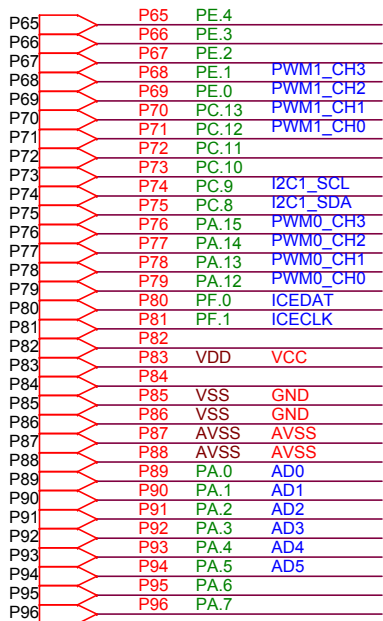 P65 P65 PE.4
P66 P66 PE.3
P67 P67 PE.2
P68 P68 PE.1 PWM1_CH3
P69 P69 PE.0 PWM1_CH2
P70 P70 PC.13 PWM1_CH1
P71 P71 PC.12 PWM1_CH0
P72 P72 PC.11
P73 P73 PC.10
P74 P74 PC.9 I2C1_SCL
P75 P75 PC.8 I2C1_SDA
P76 P76 PA.15 PWM0_CH3
P77 P77 PA.14 PWM0_CH2
P78 P78 PA.13 PWM0_CH1
P79 P79 PA.12 PWM0_CH0
P80 P80 PF.0 ICEDAT
P81 P81 PF.1 ICECLK
P82 P82
P83 P83 VDD VCC
P84 P84
P85 P85 VSS GND
P86 P86 VSS GND
P87 P87 AVSS AVSS
P88 P88 AVSS AVSS
P89 P89 PA.0 AD0
P90 P90 PA.1 AD1
P91 P91 PA.2 AD2
P92 P92 PA.3 AD3
P93 P93 PA.4 AD4
P94 P94 PA.5 AD5
P95 P95 PA.6
P96 P96 PA.7